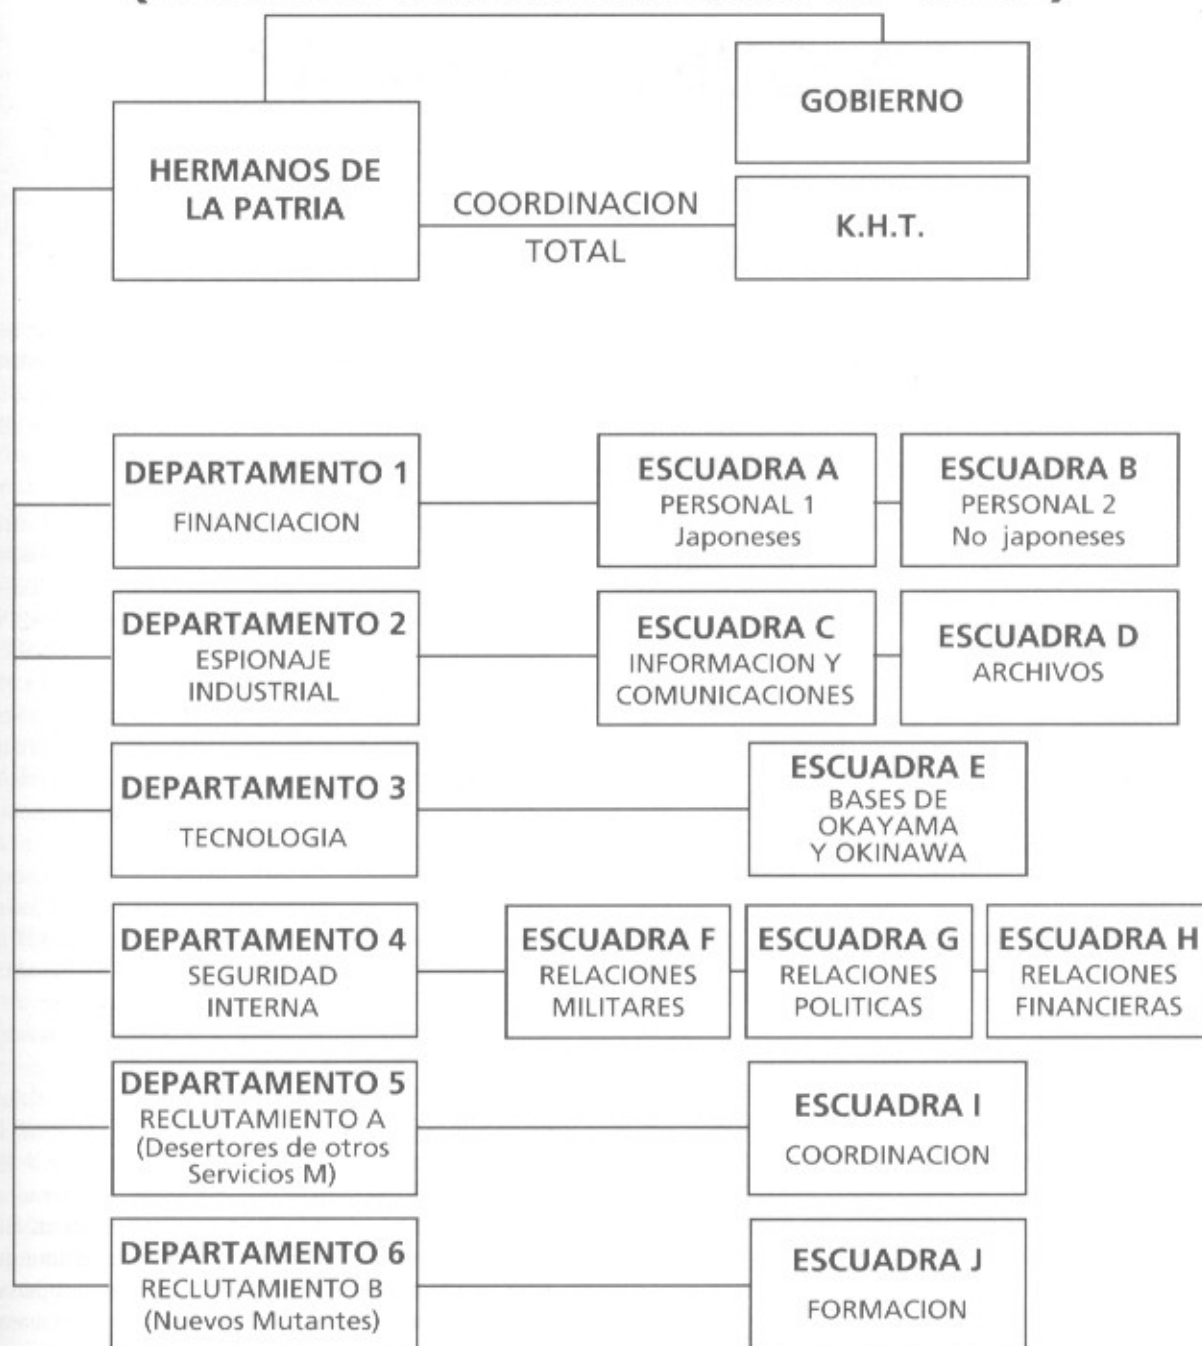 GOBIERNO
HERMANOS DE
LA PATRIA
COORDINACION
TOTAL
K.H.T.
DEPARTAMENTO 1
FINANCIACION
ESCUADRA A
PERSONAL 1
Japoneses
ESCUADRA B
PERSONAL 2
No japoneses
DEPARTAMENTO 2
ESPIONAJE
INDUSTRIAL
ESCUADRA C
INFORMACION Y
COMUNICACIONES
ESCUADRA D
ARCHIVOS
DEPARTAMENTO 3
TECNOLOGIA
ESCUADRA E
BASES DE
OKAYAMA
Y OKINAWA
DEPARTAMENTO 4
SEGURIDAD
INTERNA
ESCUADRA F
RELACIONES
MILITARES
ESCUADRA G
RELACIONES
POLITICAS
ESCUADRA H
RELACIONES
FINANCIERAS
DEPARTAMENTO 5
RECLUTAMIENTO A
(Desertores de otros
Servicios M)
ESCUADRA I
COORDINACION
DEPARTAMENTO 6
RECLUTAMIENTO B
(Nuevos Mutantes)
ESCUADRA J
FORMACION